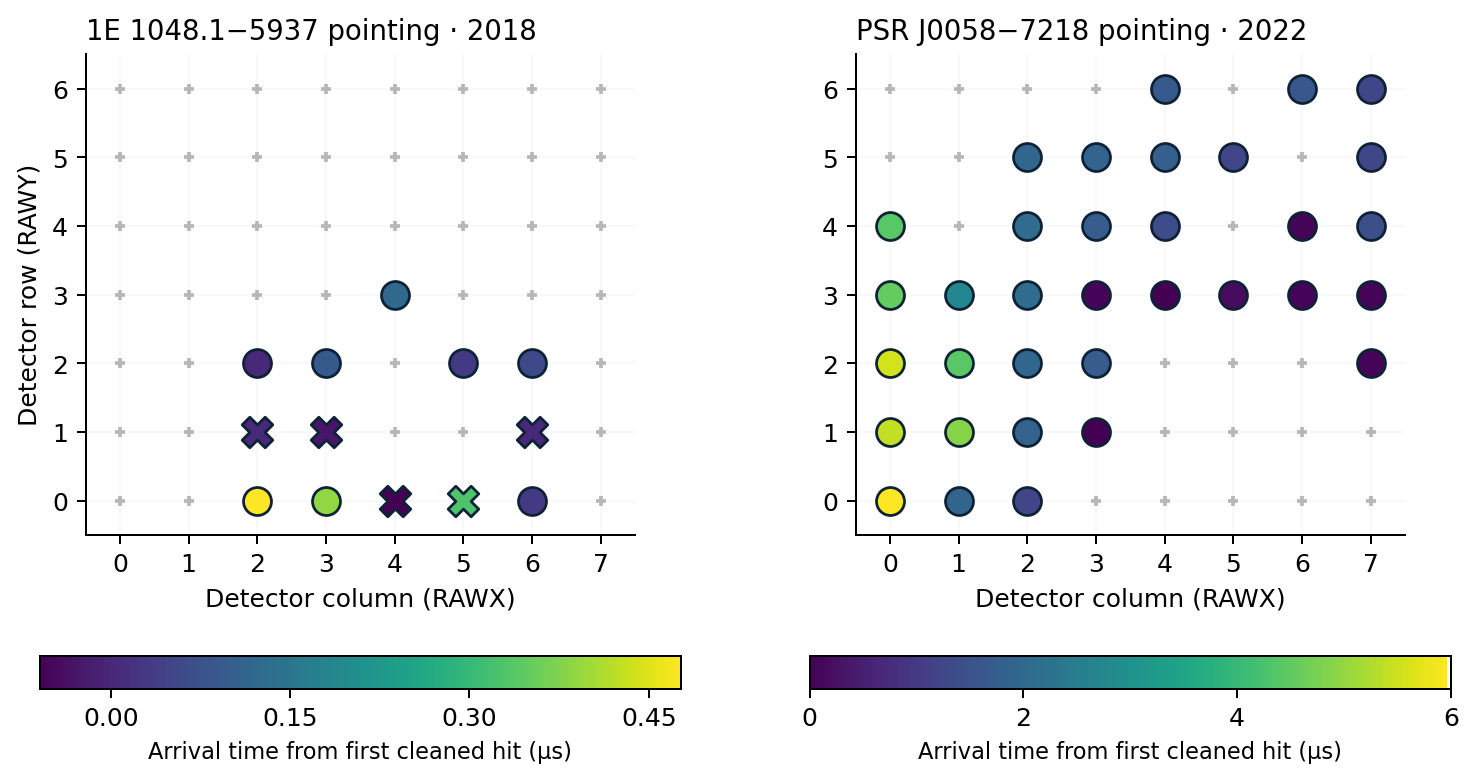 1E 1048.1−5937 pointing · 2018
PSR J0058−7218 pointing · 2022
Detector row (RAWY)
6
5
4
3
2
1
0
0 1 2 3 4 5 6 7
Detector column (RAWX)
6
5
4
3
2
1
0
0 1 2 3 4 5 6 7
Detector column (RAWX)
0.00 0.15 0.30 0.45
Arrival time from first cleaned hit (μs)
0 2 4 6
Arrival time from first cleaned hit (μs)